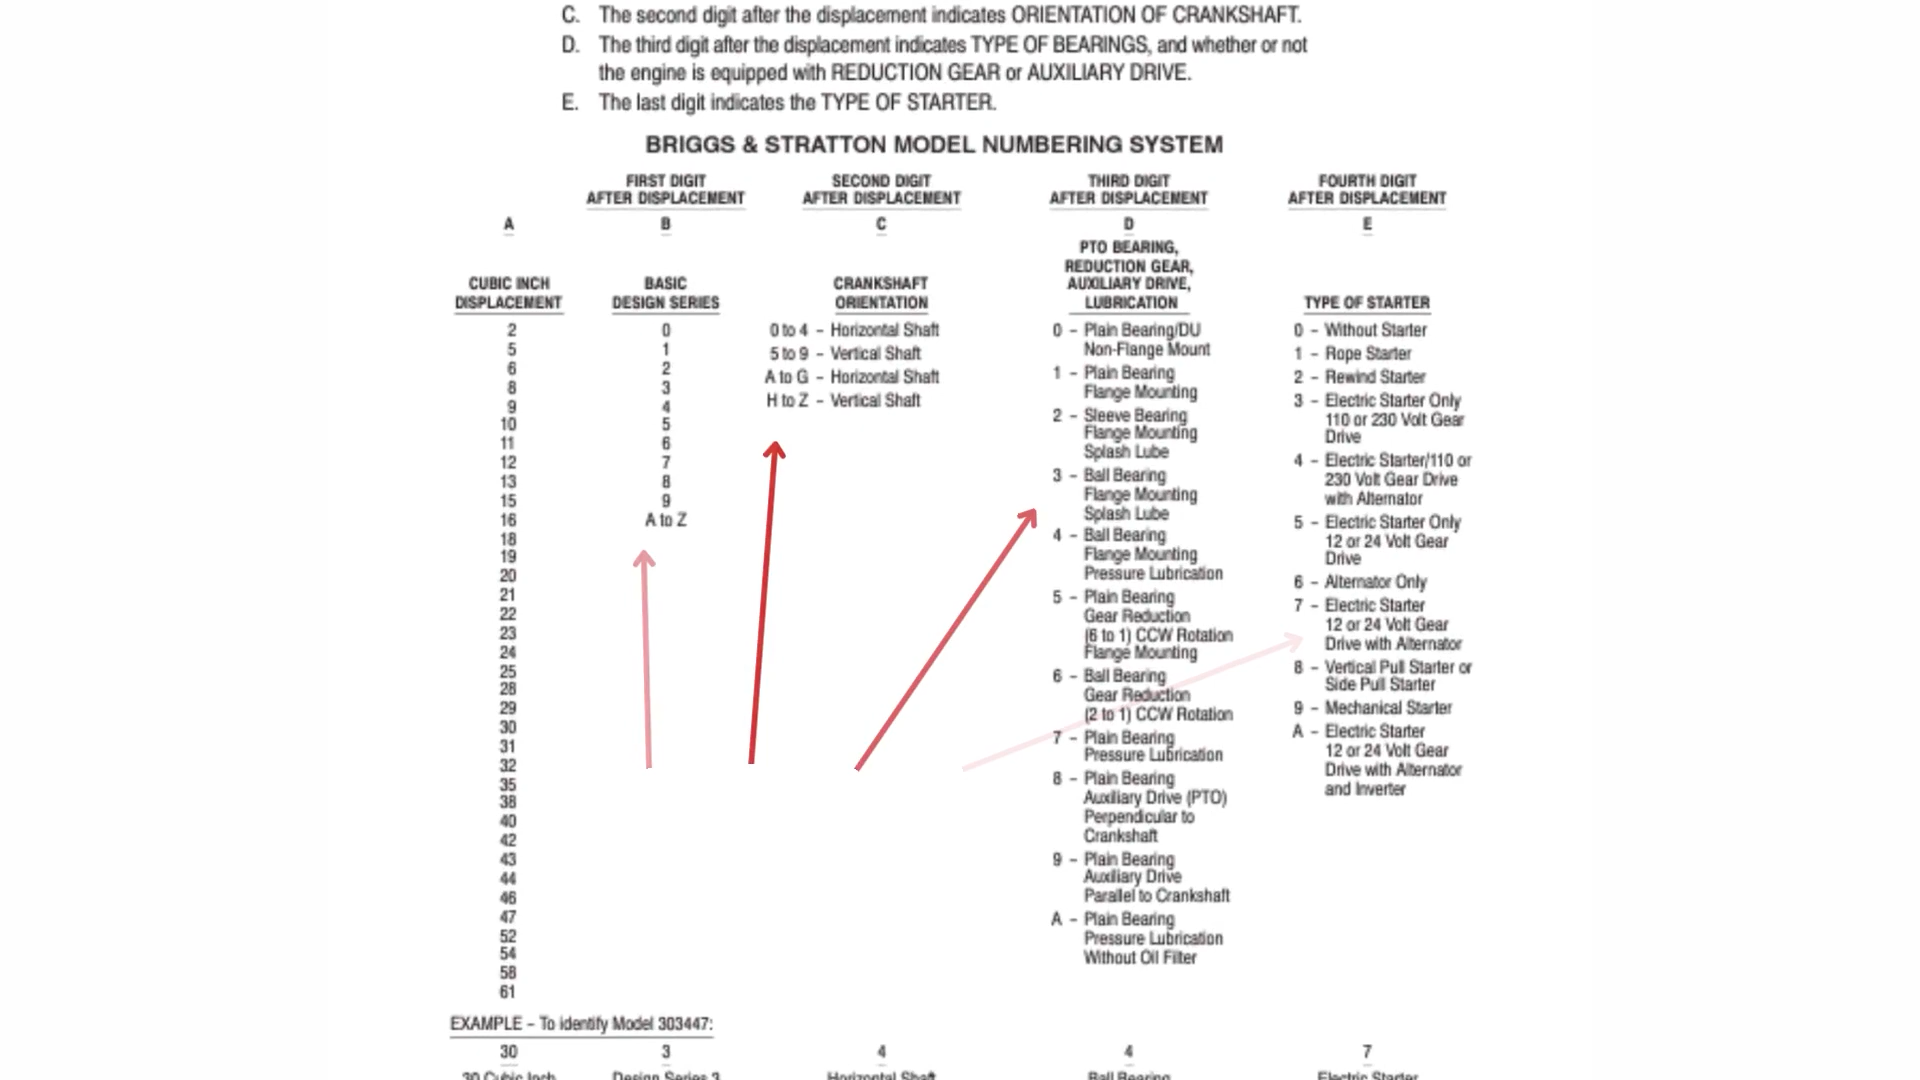 C. The second digit after the displacement indicates ORIENTATION OF CRANKSHAFT.
D. The third digit after the displacement indicates TYPE OF BEARINGS, and whether or not
the engine is equipped with REDUCTION GEAR or AUXILIARY DRIVE.
E. The last digit indicates the TYPE OF STARTER.
BRIGGS & STRATTON MODEL NUMBERING SYSTEM
A
CUBIC INCH
DISPLACEMENT
2
5
6
8
9
10
11
12
13
15
16
18
19
20
21
22
23
24
25
28
29
30
31
32
35
38
40
42
43
44
46
47
52
54
58
61
FIRST DIGIT
AFTER DISPLACEMENT
B
BASIC
DESIGN SERIES
0
1
2
3
4
5
6
7
8
9
A to Z
SECOND DIGIT
AFTER DISPLACEMENT
C
CRANKSHAFT
ORIENTATION
0 to 4 – Horizontal Shaft
5 to 9 – Vertical Shaft
A to G – Horizontal Shaft
H to Z – Vertical Shaft
THIRD DIGIT
AFTER DISPLACEMENT
D
PTO BEARING,
REDUCTION GEAR,
AUXILIARY DRIVE,
LUBRICATION
0 – Plain Bearing/DU
Non-Flange Mount
1 – Plain Bearing
Flange Mounting
2 – Sleeve Bearing
Flange Mounting
Splash Lube
3 – Ball Bearing
Flange Mounting
Splash Lube
4 – Ball Bearing
Flange Mounting
Pressure Lubrication
5 – Plain Bearing
Gear Reduction
(6 to 1) CCW Rotation
Flange Mounting
6 – Ball Bearing
Gear Reduction
(2 to 1) CCW Rotation
7 – Plain Bearing
Pressure Lubrication
8 – Plain Bearing
Auxiliary Drive (PTO)
Perpendicular to
Crankshaft
9 – Plain Bearing
Auxiliary Drive
Parallel to Crankshaft
A – Plain Bearing
Pressure Lubrication
Without Oil Filter
FOURTH DIGIT
AFTER DISPLACEMENT
E
TYPE OF STARTER
0 – Without Starter
1 – Rope Starter
2 – Rewind Starter
3 – Electric Starter Only
110 or 230 Volt Gear
Drive
4 – Electric Starter/110 or
230 Volt Gear Drive
with Alternator
5 – Electric Starter Only
12 or 24 Volt Gear
Drive
6 – Alternator Only
7 – Electric Starter
12 or 24 Volt Gear
Drive with Alternator
8 – Vertical Pull Starter or
Side Pull Starter
9 – Mechanical Starter
A – Electric Starter
12 or 24 Volt Gear
Drive with Alternator
and Inverter
EXAMPLE – To identify Model 303447:
30 3 4 4 7
30 Cubic Inch Design Series 3 Horizontal Shaft Ball Bearing Electric Starter